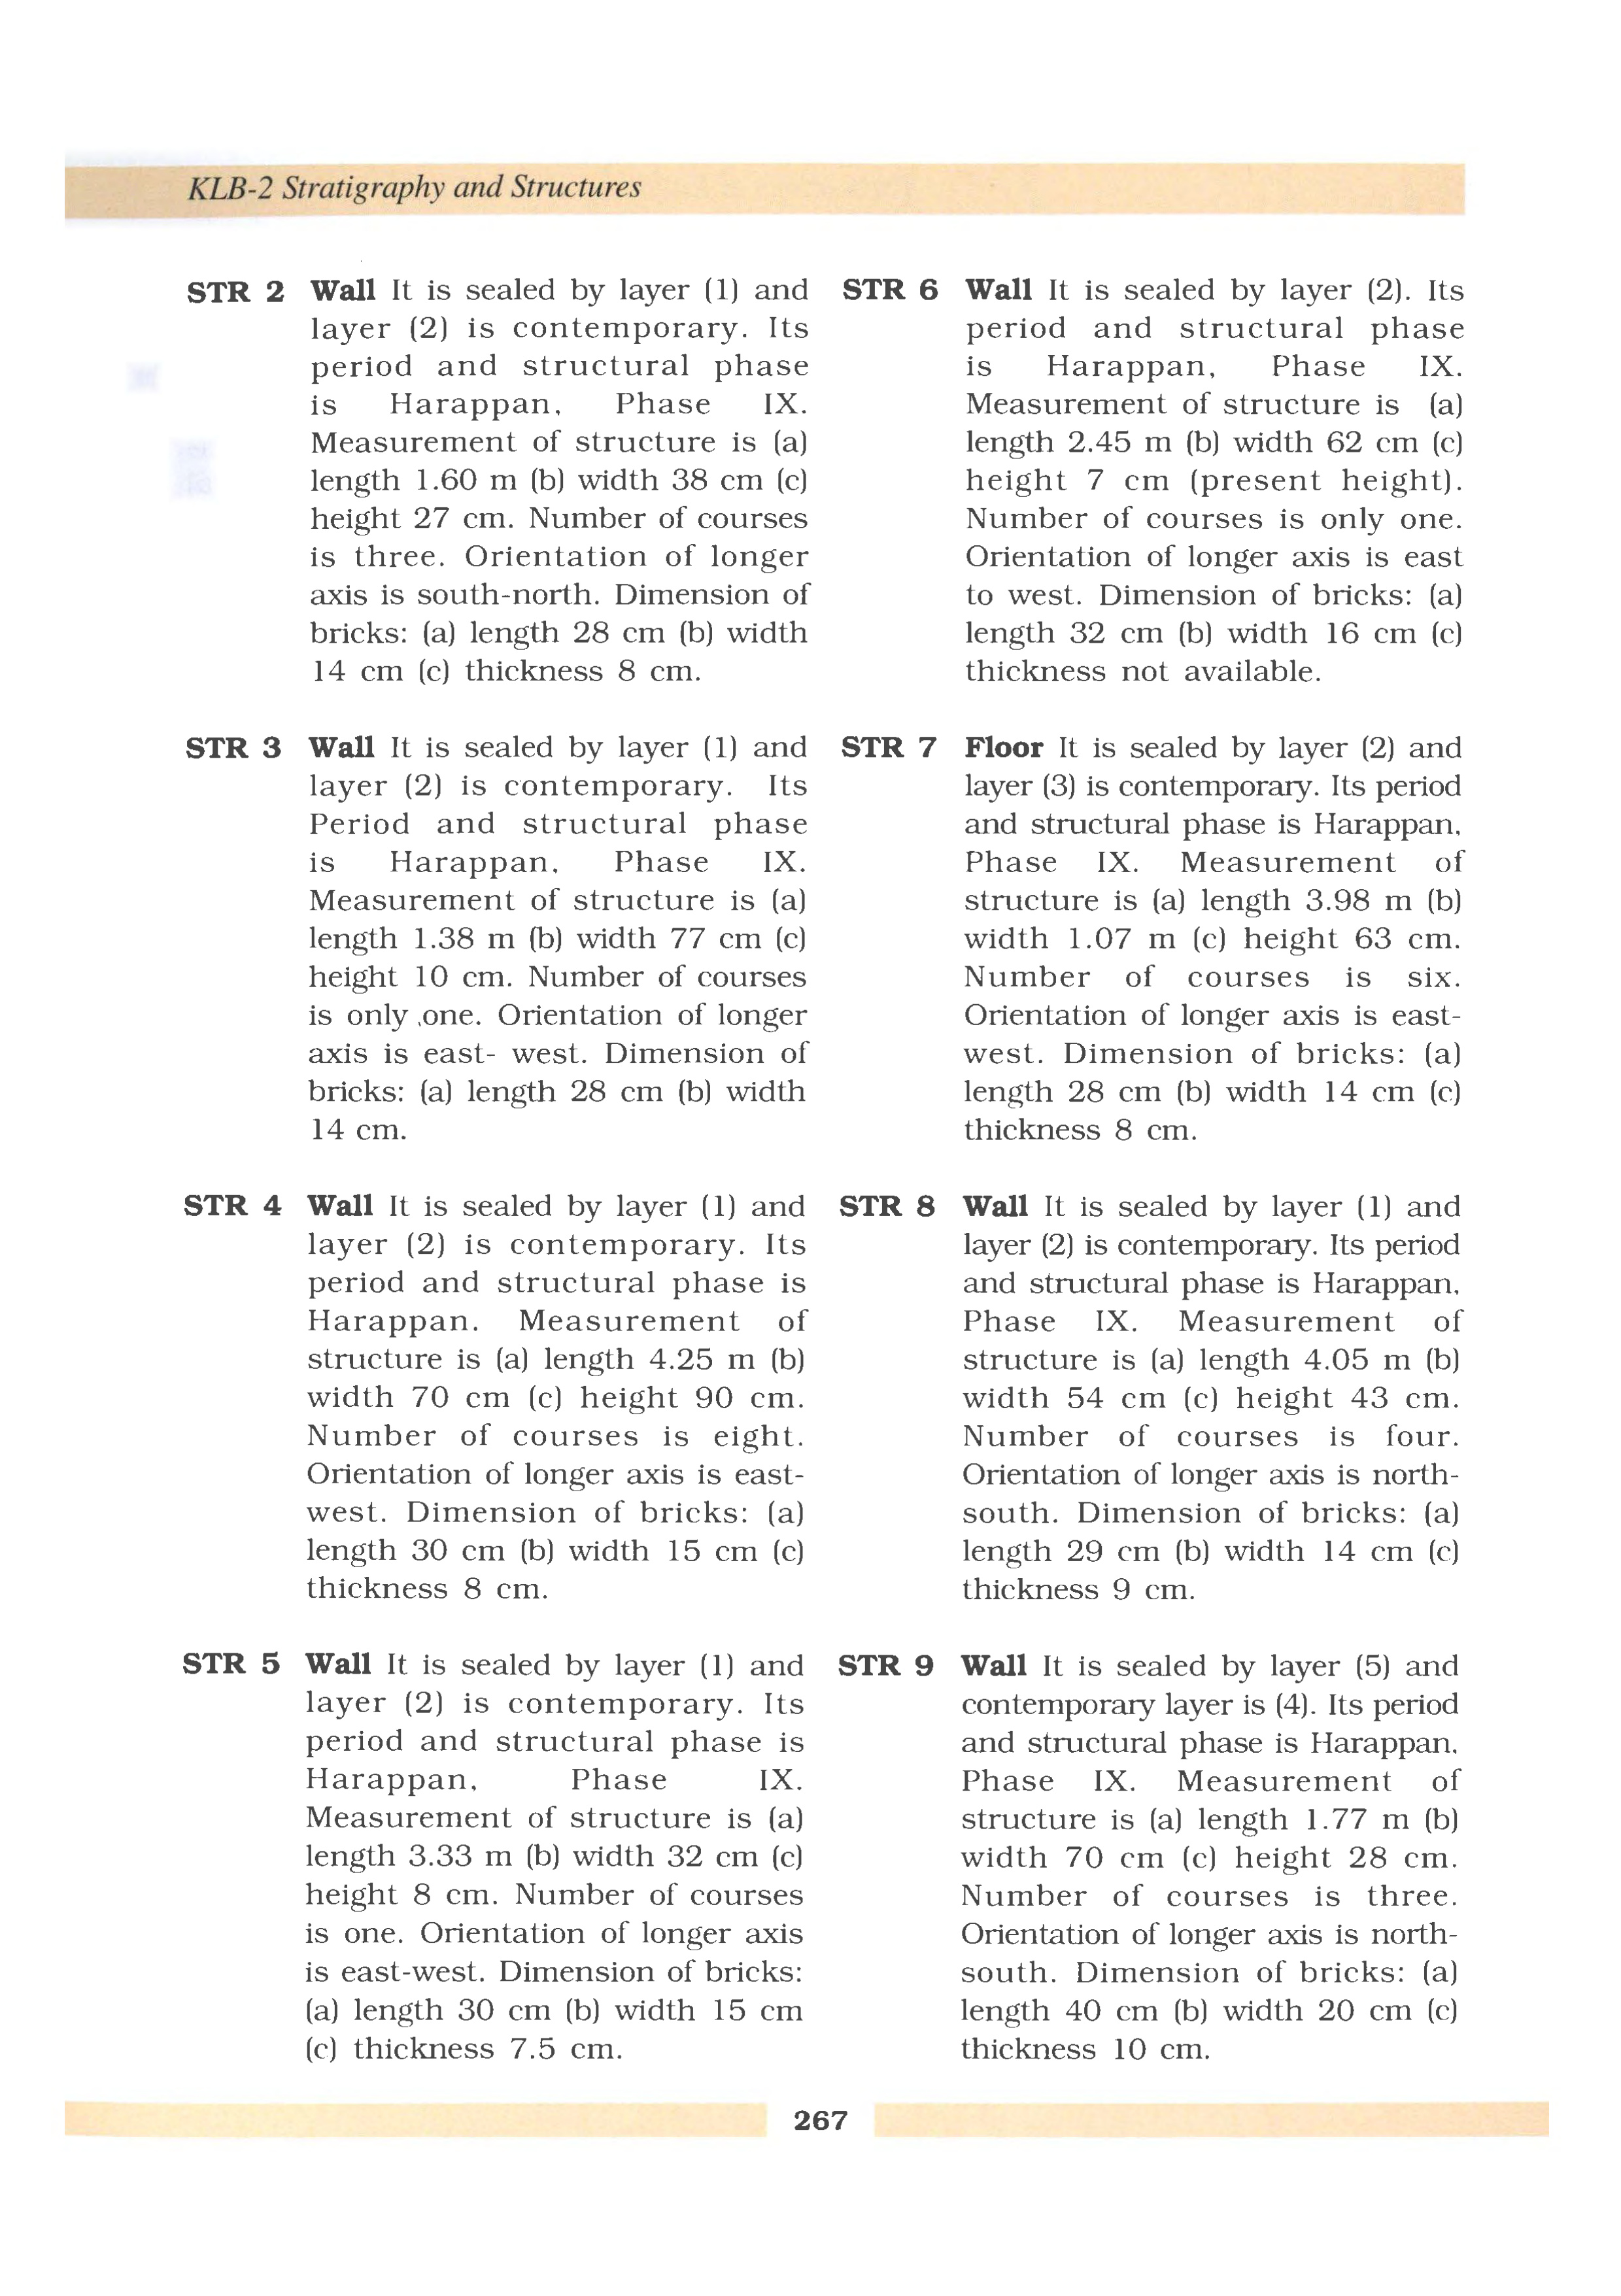 KLB-2 Stratigraphy and Structures
STR 2 Wall It is sealed by layer (1) and
layer (2) is contemporary. Its
period and structural phase
is Harappan, Phase IX.
Measurement of structure is (a)
length 1.60 m (b) width 38 cm (c)
height 27 cm. Number of courses
is three. Orientation of longer
axis is south-north. Dimension of
bricks: (a) length 28 cm (b) width
14 cm (c) thickness 8 cm.
STR 3 Wall It is sealed by layer (1) and
layer (2) is contemporary. Its
Period and structural phase
is Harappan, Phase IX.
Measurement of structure is (a)
length 1.38 m (b) width 77 cm (c)
height 10 cm. Number of courses
is only one. Orientation of longer
axis is east- west. Dimension of
bricks: (a) length 28 cm (b) width
14 cm.
STR 4 Wall It is sealed by layer (1) and
layer (2) is contemporary. Its
period and structural phase is
Harappan. Measurement of
structure is (a) length 4.25 m (b)
width 70 cm (c) height 90 cm.
Number of courses is eight.
Orientation of longer axis is east-
west. Dimension of bricks: (a)
length 30 cm (b) width 15 cm (c)
thickness 8 cm.
STR 5 Wall It is sealed by layer (1) and
layer (2) is contemporary. Its
period and structural phase is
Harappan, Phase IX.
Measurement of structure is (a)
length 3.33 m (b) width 32 cm (c)
height 8 cm. Number of courses
is one. Orientation of longer axis
is east-west. Dimension of bricks:
(a) length 30 cm (b) width 15 cm
(c) thickness 7.5 cm.
STR 6 Wall It is sealed by layer (2). Its
period and structural phase
is Harappan, Phase IX.
Measurement of structure is (a)
length 2.45 m (b) width 62 cm (c)
height 7 cm (present height).
Number of courses is only one.
Orientation of longer axis is east
to west. Dimension of bricks: (a)
length 32 cm (b) width 16 cm (c)
thickness not available.
STR 7 Floor It is sealed by layer (2) and
layer (3) is contemporary. Its period
and structural phase is Harappan,
Phase IX. Measurement of
structure is (a) length 3.98 m (b)
width 1.07 m (c) height 63 cm.
Number of courses is six.
Orientation of longer axis is east-
west. Dimension of bricks: (a)
length 28 cm (b) width 14 cm (c)
thickness 8 cm.
STR 8 Wall It is sealed by layer (1) and
layer (2) is contemporary. Its period
and structural phase is Harappan,
Phase IX. Measurement of
structure is (a) length 4.05 m (b)
width 54 cm (c) height 43 cm.
Number of courses is four.
Orientation of longer axis is north-
south. Dimension of bricks: (a)
length 29 cm (b) width 14 cm (c)
thickness 9 cm.
STR 9 Wall It is sealed by layer (5) and
contemporary layer is (4). Its period
and structural phase is Harappan,
Phase IX. Measurement of
structure is (a) length 1.77 m (b)
width 70 cm (c) height 28 cm.
Number of courses is three.
Orientation of longer axis is north-
south. Dimension of bricks: (a)
length 40 cm (b) width 20 cm (c)
thickness 10 cm.
267